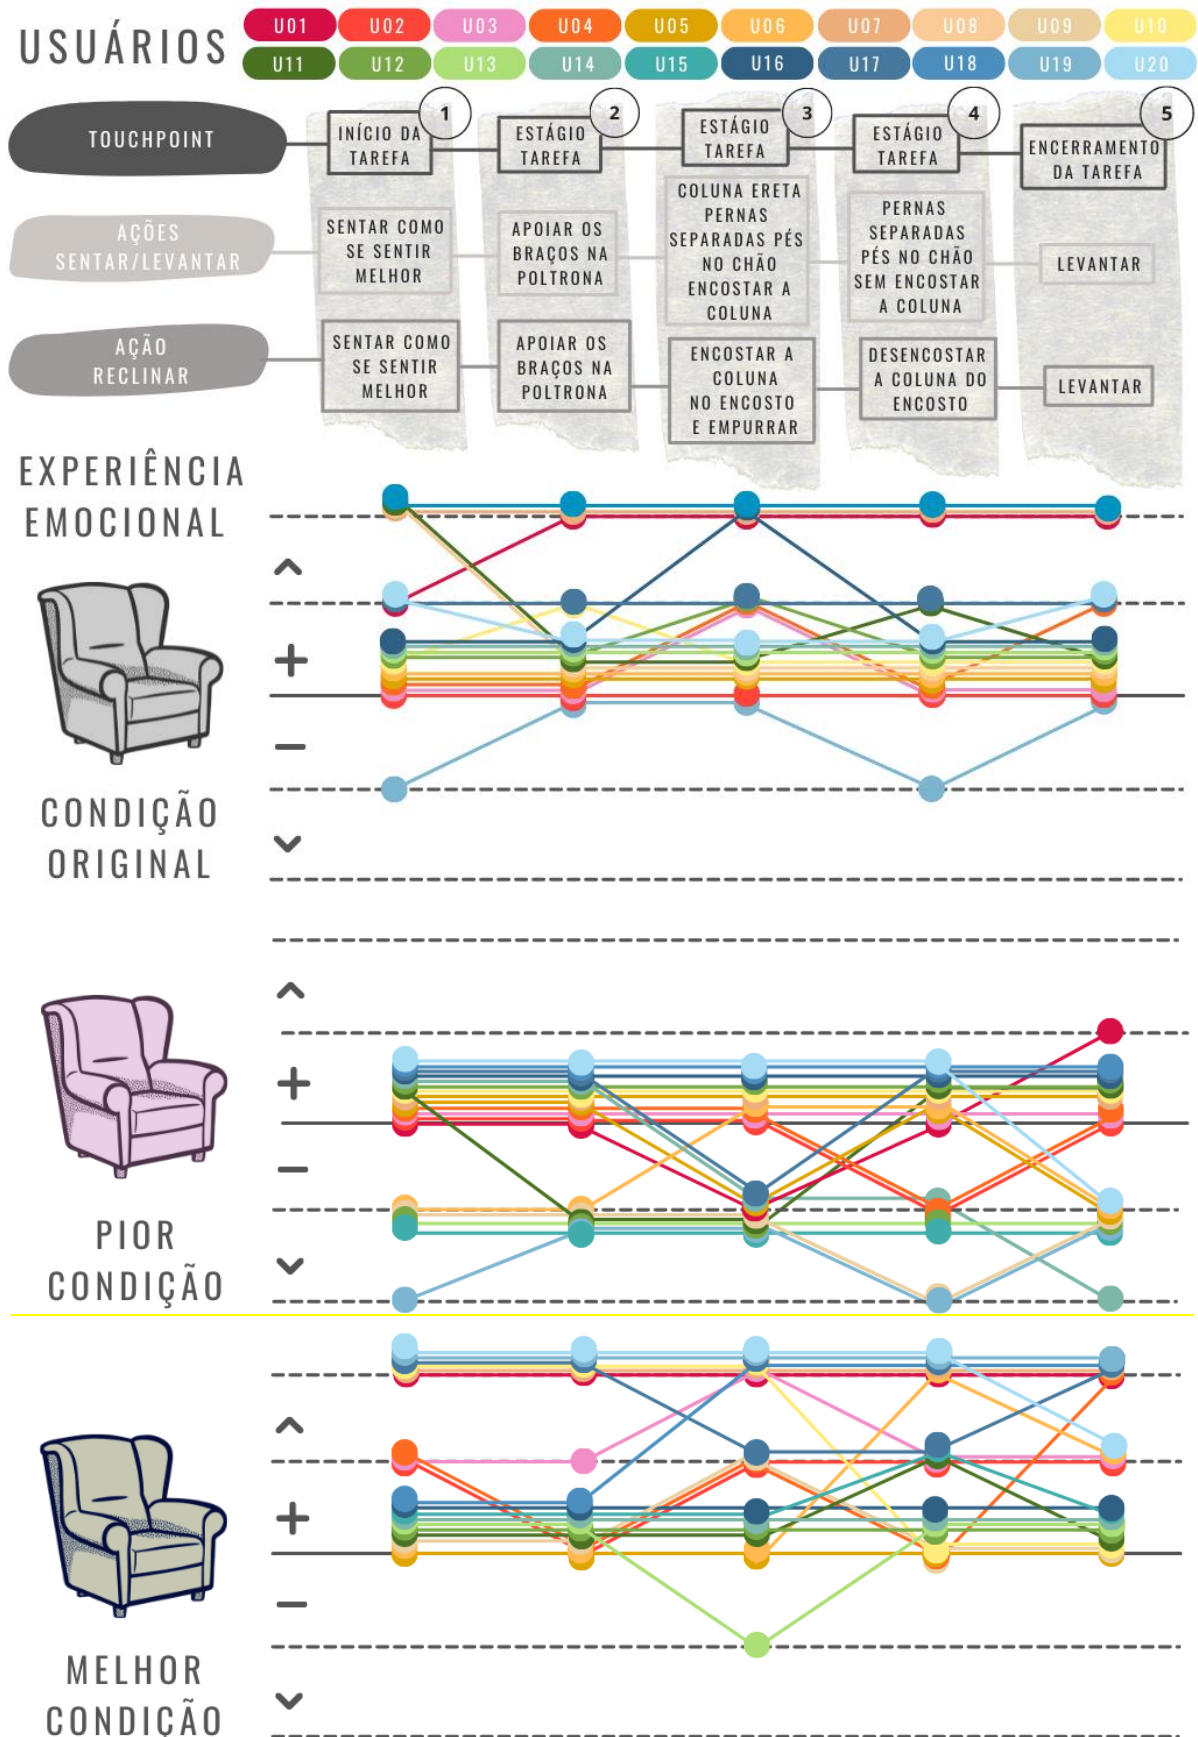 USUÁRIOS
U01 U02 U03 U04 U05 U06 U07 U08 U09 U10
U11 U12 U13 U14 U15 U16 U17 U18 U19 U20
TOUCHPOINT
1
INÍCIO DA
TAREFA
2
ESTÁGIO
TAREFA
3
ESTÁGIO
TAREFA
4
ESTÁGIO
TAREFA
5
ENCERRAMENTO
DA TAREFA
AÇÕES
SENTAR/LEVANTAR
SENTAR COMO
SE SENTIR
MELHOR
APOIAR OS
BRAÇOS NA
POLTRONA
COLUNA ERETA
PERNAS
SEPARADAS PÉS
NO CHÃO
ENCOSTAR A
COLUNA
PERNAS
SEPARADAS
PÉS NO CHÃO
SEM ENCOSTAR
A COLUNA
LEVANTAR
AÇÃO
RECLINAR
SENTAR COMO
SE SENTIR
MELHOR
APOIAR OS
BRAÇOS NA
POLTRONA
ENCOSTAR A
COLUNA
NO ENCOSTO
E EMPURRAR
DESENCOSTAR
A COLUNA DO
ENCOSTO
LEVANTAR
EXPERIÊNCIA
EMOCIONAL
+
−
CONDIÇÃO
ORIGINAL
+
−
PIOR
CONDIÇÃO
+
−
MELHOR
CONDIÇÃO